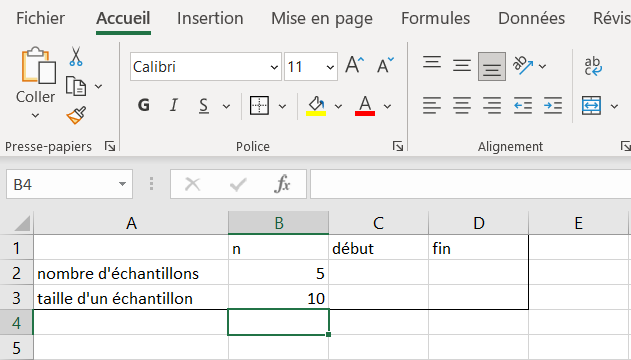 Fichier Accueil Insertion Mise en page Formules Données Révis
Calibri 11 A A ab
Coller G I S A c
Presse-papiers Police Alignement
B4 fx
A B C D E
1 n début fin
2 nombre d'échantillons 5
3 taille d'un échantillon 10
4
5